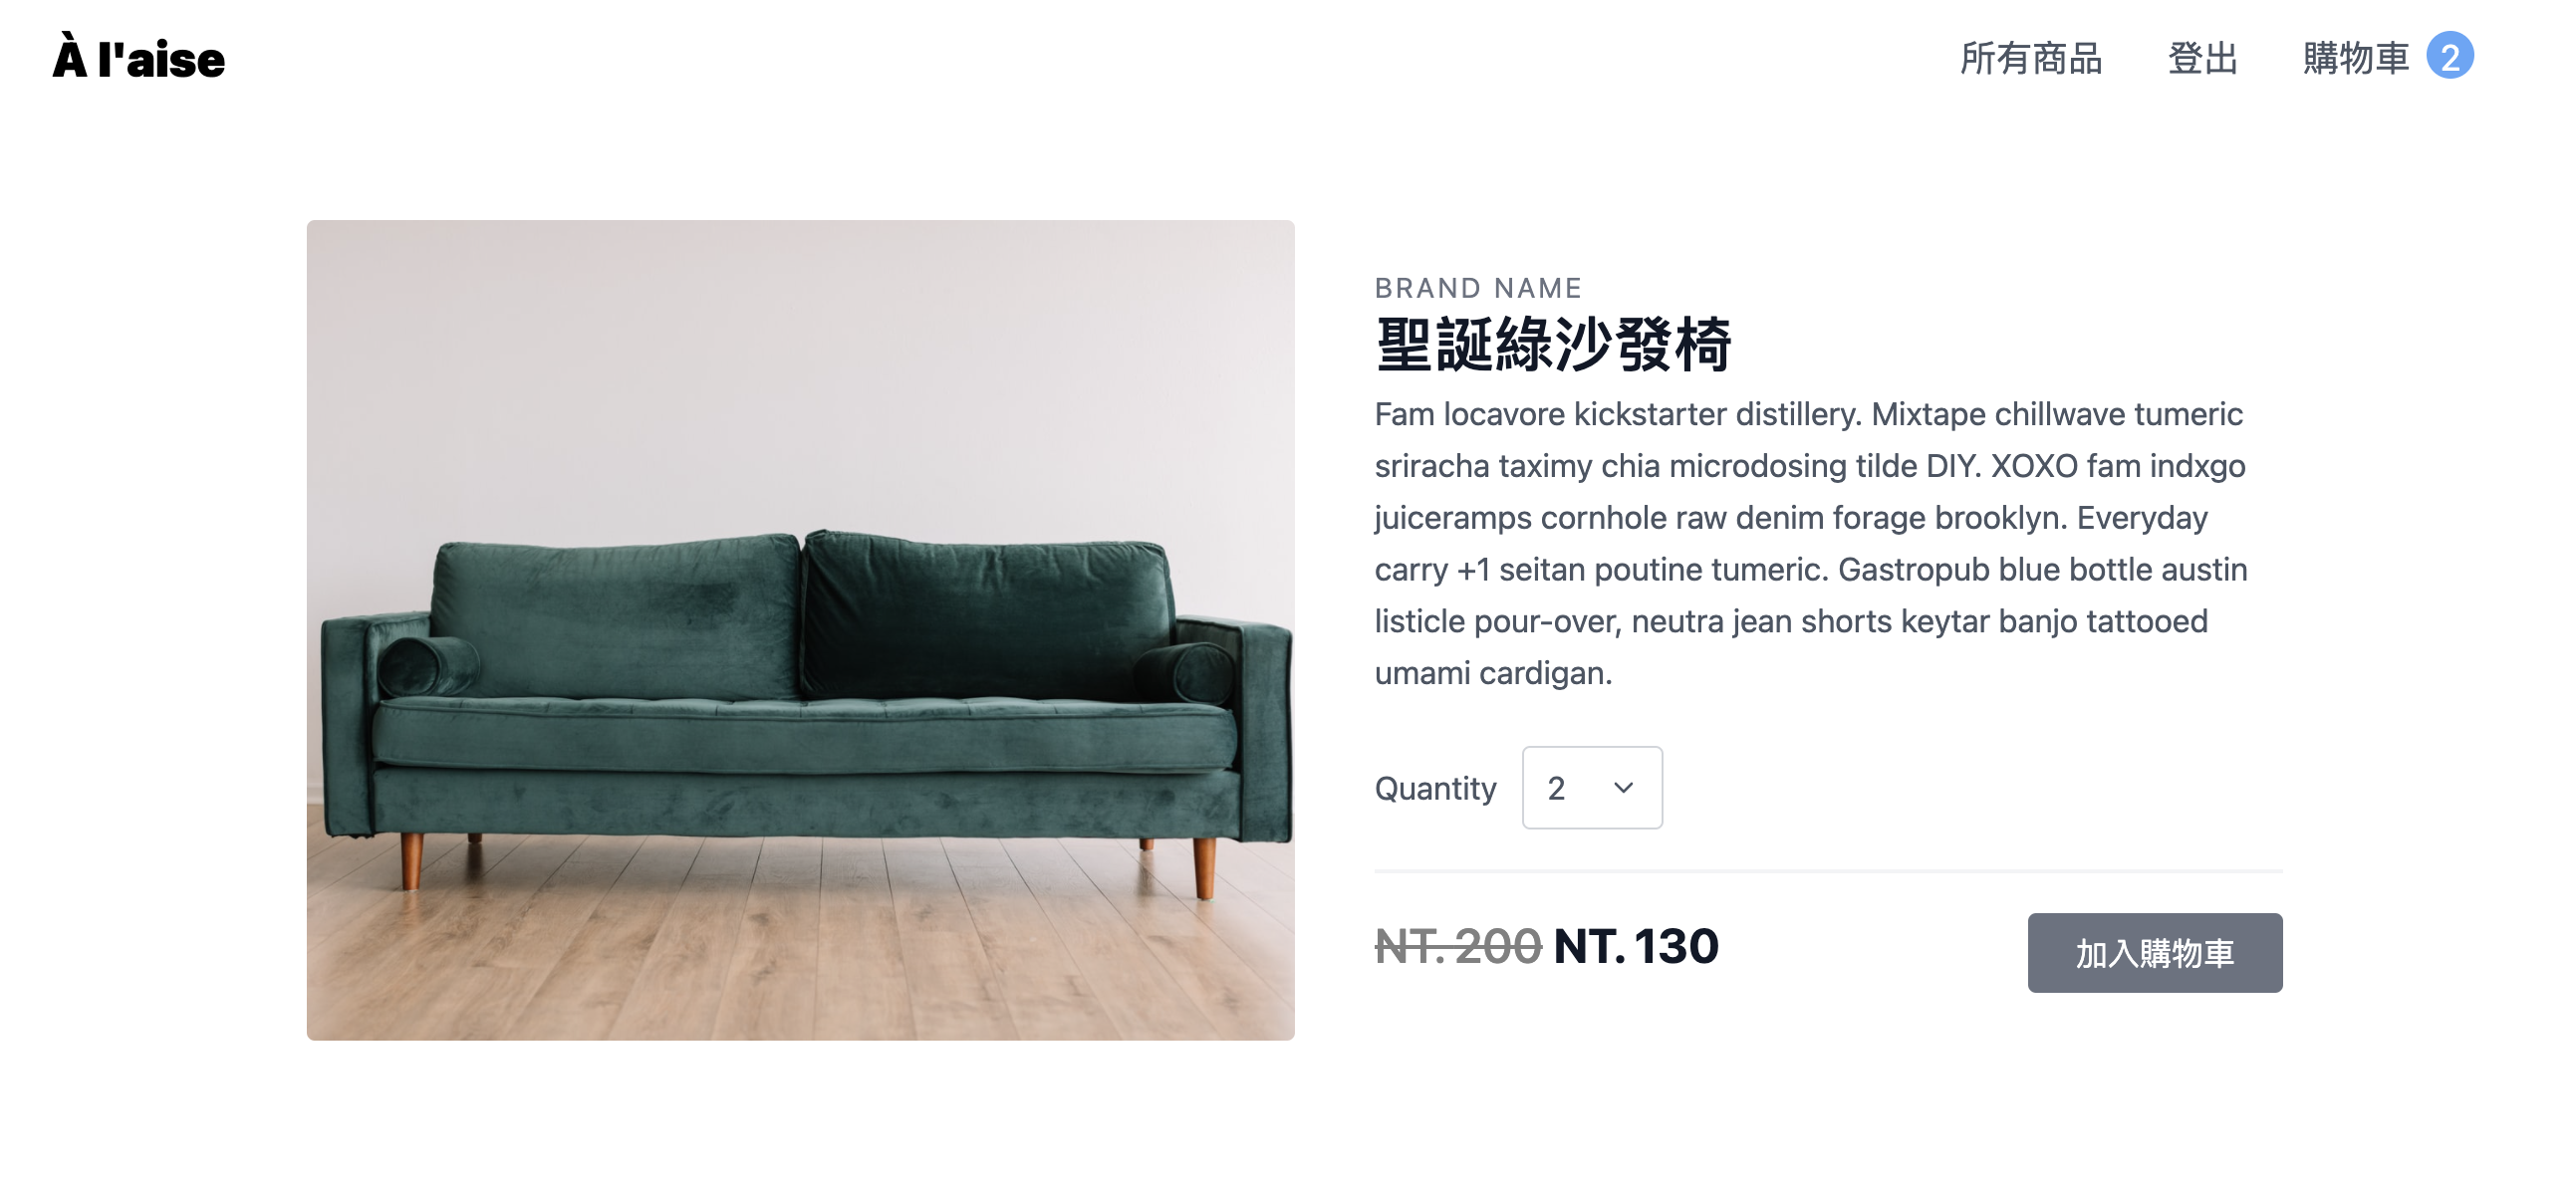 À l'aise
所有商品 登出 購物車 2
BRAND NAME
聖誕綠沙發椅
Fam locavore kickstarter distillery. Mixtape chillwave tumeric
sriracha taximy chia microdosing tilde DIY. XOXO fam indxgo
juiceramps cornhole raw denim forage brooklyn. Everyday
carry +1 seitan poutine tumeric. Gastropub blue bottle austin
listicle pour-over, neutra jean shorts keytar banjo tattooed
umami cardigan.
Quantity 2
NT. 200 NT. 130
加入購物車